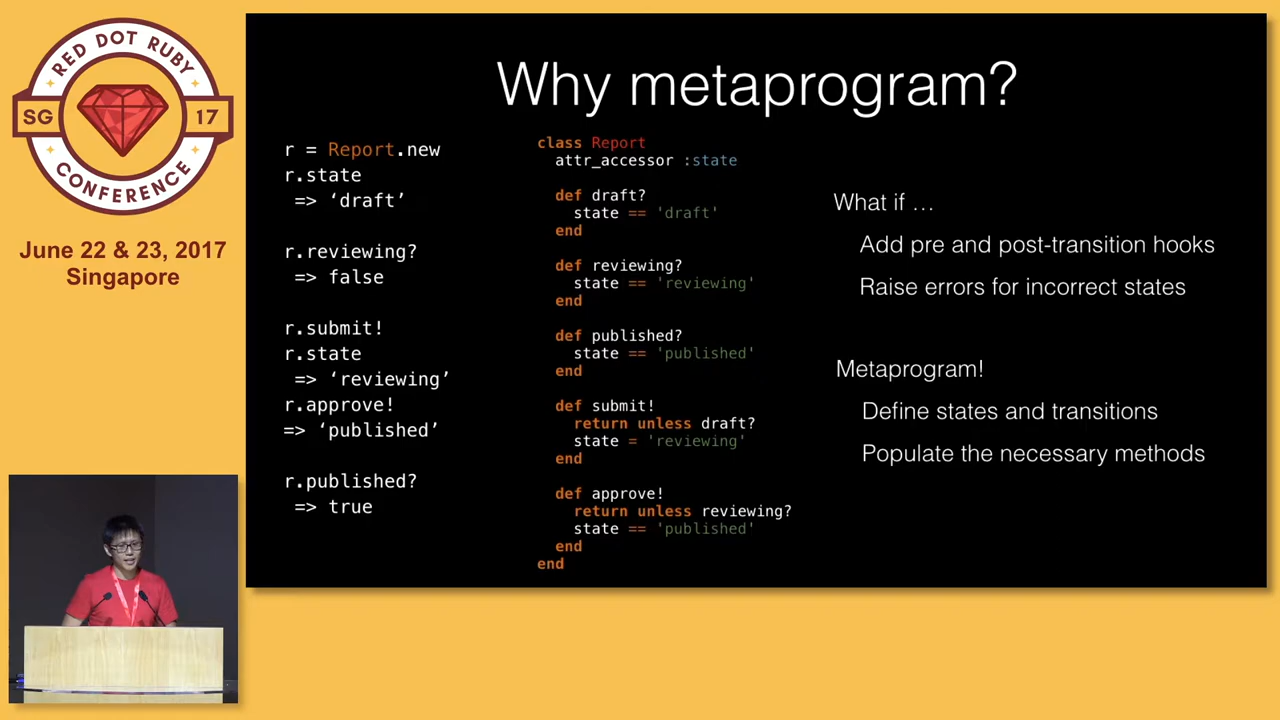 RED DOT RUBY
SG 17
CONFERENCE
June 22 & 23, 2017
Singapore
Why metaprogram?
r = Report.new
r.state
=> ‘draft’
r.reviewing?
=> false
r.submit!
r.state
=> ‘reviewing’
r.approve!
=> ‘published’
r.published?
=> true
class Report
attr_accessor :state
def draft?
state == 'draft'
end
def reviewing?
state == 'reviewing'
end
def published?
state == 'published'
end
def submit!
return unless draft?
state = 'reviewing'
end
def approve!
return unless reviewing?
state == 'published'
end
end
What if …
Add pre and post-transition hooks
Raise errors for incorrect states
Metaprogram!
Define states and transitions
Populate the necessary methods